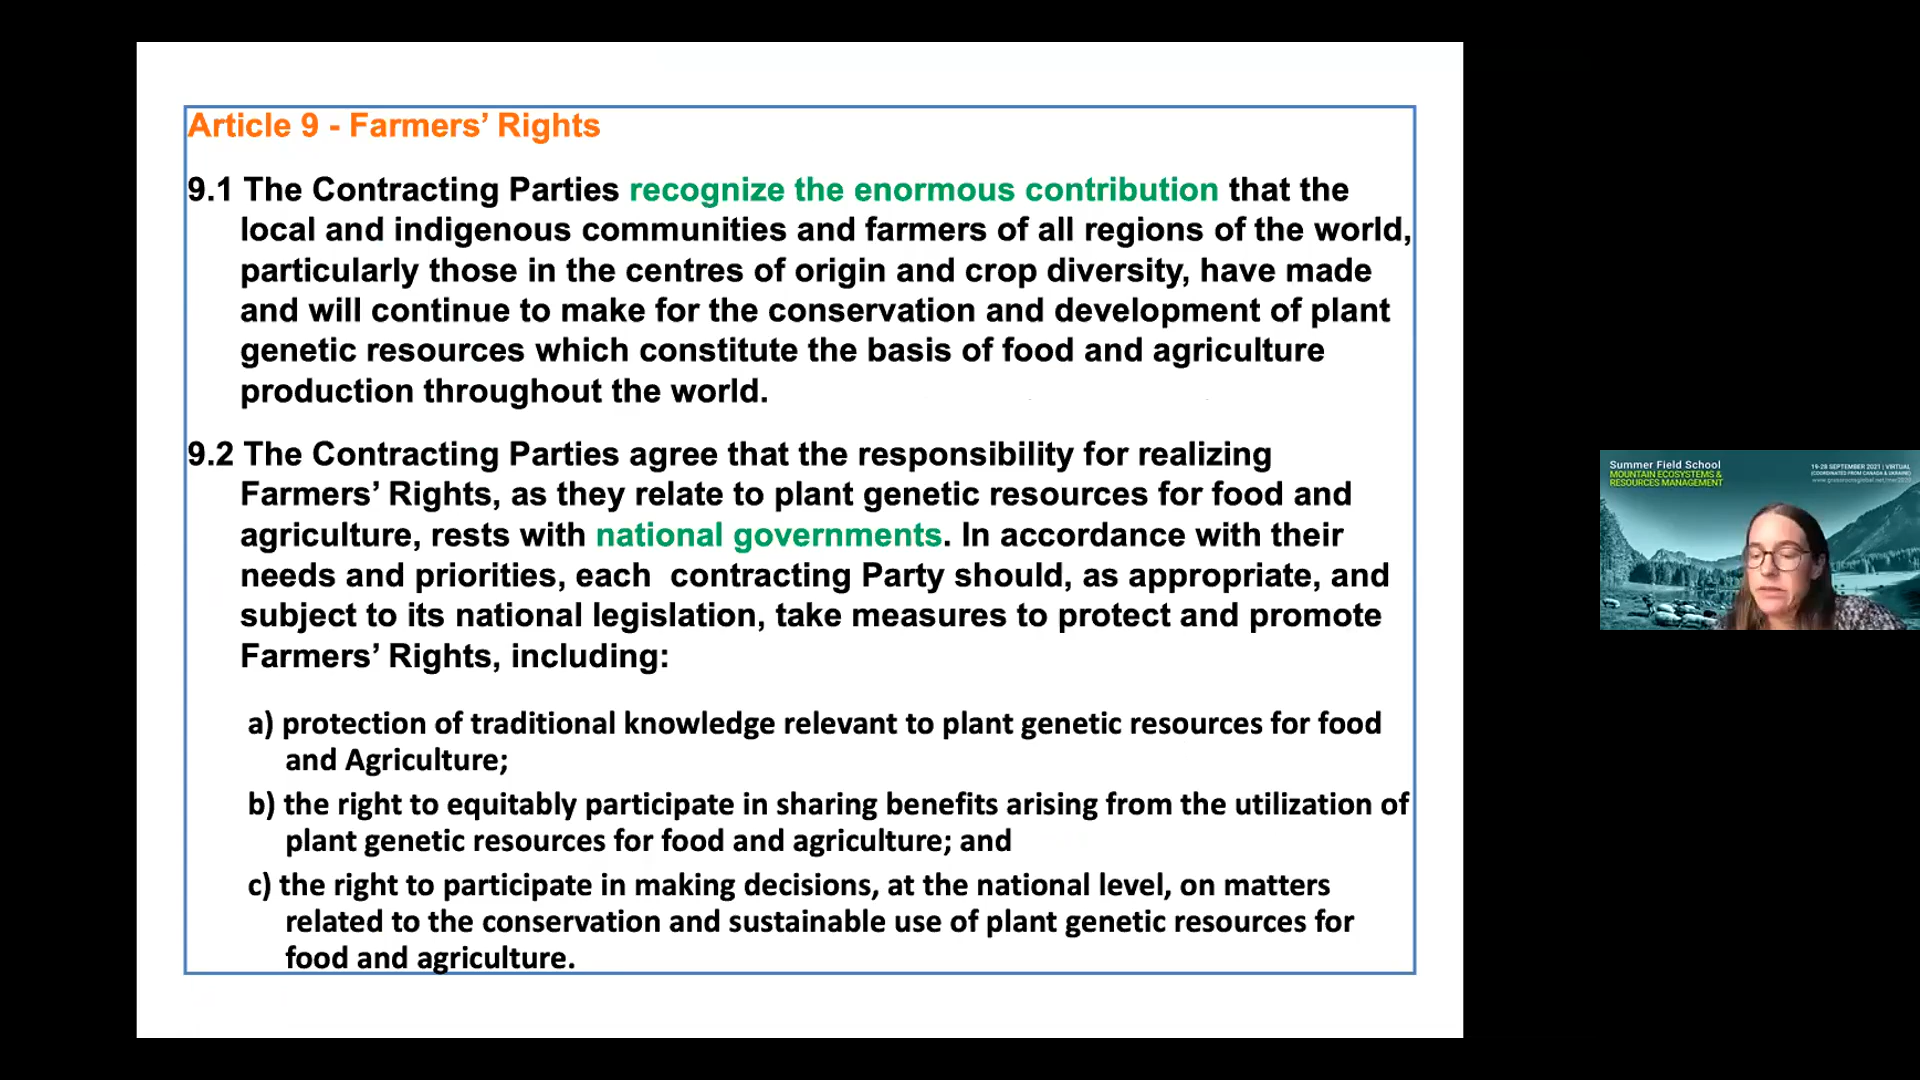 Article 9 - Farmers’ Rights
9.1 The Contracting Parties recognize the enormous contribution that the
local and indigenous communities and farmers of all regions of the world,
particularly those in the centres of origin and crop diversity, have made
and will continue to make for the conservation and development of plant
genetic resources which constitute the basis of food and agriculture
production throughout the world.
9.2 The Contracting Parties agree that the responsibility for realizing
Farmers’ Rights, as they relate to plant genetic resources for food and
agriculture, rests with national governments. In accordance with their
needs and priorities, each contracting Party should, as appropriate, and
subject to its national legislation, take measures to protect and promote
Farmers’ Rights, including:
a) protection of traditional knowledge relevant to plant genetic resources for food
and Agriculture;
b) the right to equitably participate in sharing benefits arising from the utilization of
plant genetic resources for food and agriculture; and
c) the right to participate in making decisions, at the national level, on matters
related to the conservation and sustainable use of plant genetic resources for
food and agriculture.
Summer Field School
MOUNTAIN ECOSYSTEMS &
RESOURCES MANAGEMENT
19-28 SEPTEMBER 2021 | VIRTUAL
(COORDINATED FROM CANADA & UKRAINE)